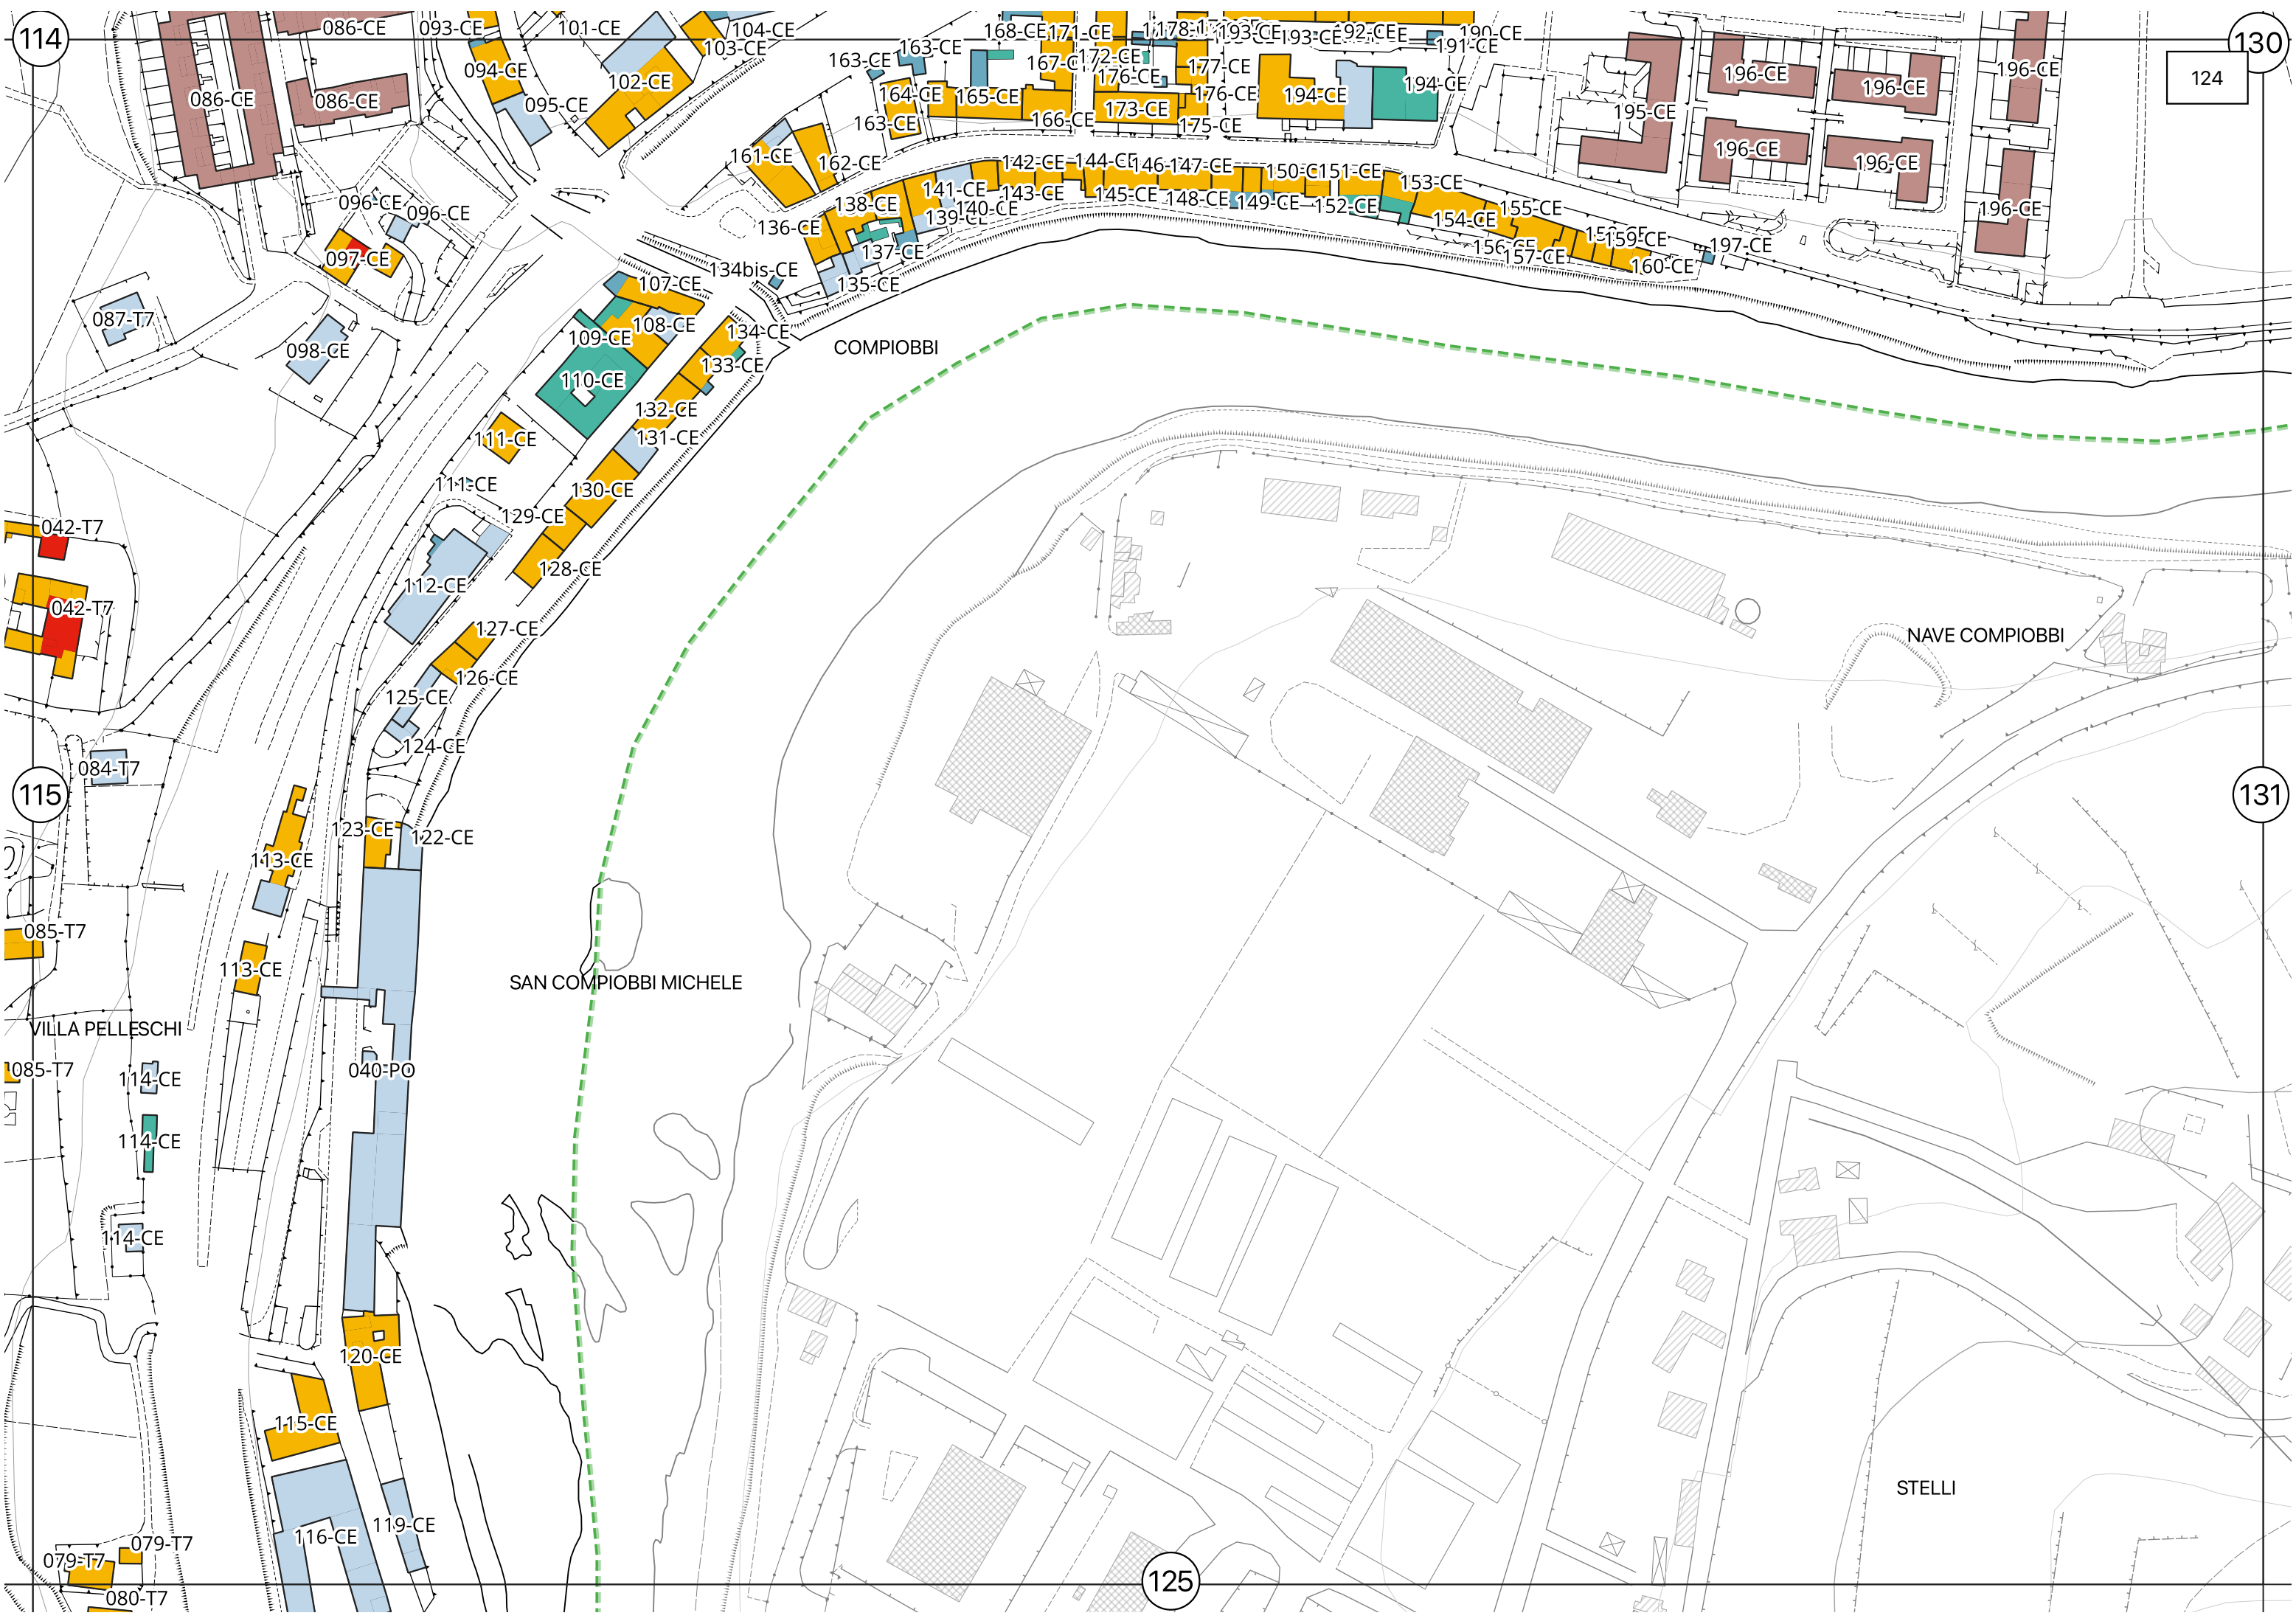 114
086-CE
093-CE
101-CE
104-CE
103-CE
168-CE
171-CE
193-CE
190-CE
191-CE
130
124
094-CE
163-CE
163-CE
172-CE
177-CE
086-CE
086-CE
095-CE
102-CE
164-CE
165-CE
176-CE
176-CE
194-CE
194-CE
196-CE
196-CE
196-CE
163-CE
166-CE
173-CE
175-CE
195-CE
161-CE
162-CE
142-CE
151-CE
196-CE
196-CE
096-CE
096-CE
138-CE
141-CE
143-CE
145-CE
148-CE
149-CE
152-CE
153-CE
154-CE
155-CE
196-CE
136-CE
137-CE
159-CE
157-CE
160-CE
197-CE
097-CE
134bis-CE
135-CE
107-CE
087-T7
098-CE
109-CE
108-CE
134-CE
133-CE
COMPIOBBI
110-CE
132-CE
111-CE
131-CE
111-CE
130-CE
129-CE
042-T7
128-CE
112-CE
042-T7
127-CE
NAVE COMPIOBBI
126-CE
125-CE
124-CE
084-T7
115
131
123-CE
122-CE
113-CE
085-T7
113-CE
SAN COMPIOBBI MICHELE
VILLA PELLESCHI
085-T7
114-CE
040-PO
114-CE
114-CE
120-CE
115-CE
STELLI
116-CE
119-CE
079-T7
079-T7
125
080-T7